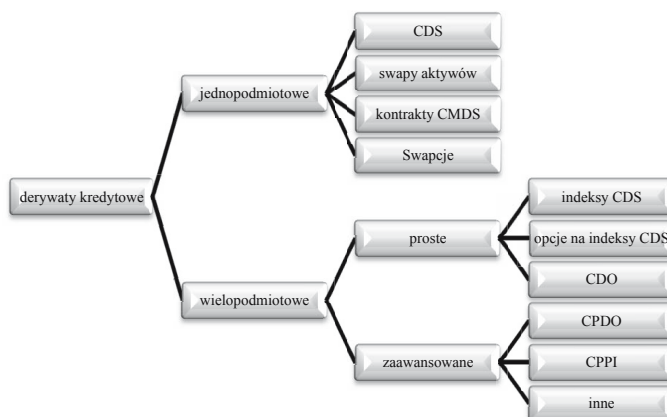 CDS
swapy aktywów
jednopodmiotowe
kontrakty CMDS
Swapcje
derywaty kredytowe
indeksy CDS
proste
opcje na indeksy CDS
CDO
wielopodmiotowe
CPDO
zaawansowane
CPPI
inne